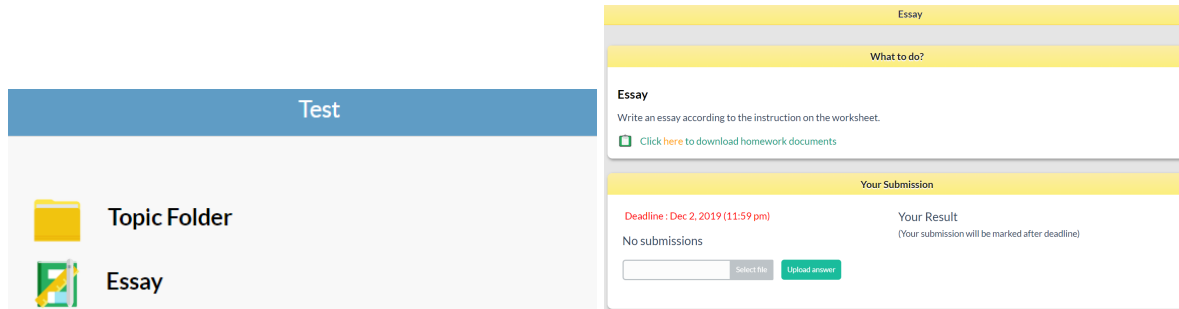 Test
Topic Folder
Essay
Essay
What to do?
Essay
Write an essay according to the instruction on the worksheet.
Click here to download homework documents
Your Submission
Deadline : Dec 2, 2019 (11:59 pm)
No submissions
Select file
Upload answer
Your Result
(Your submission will be marked after deadline)